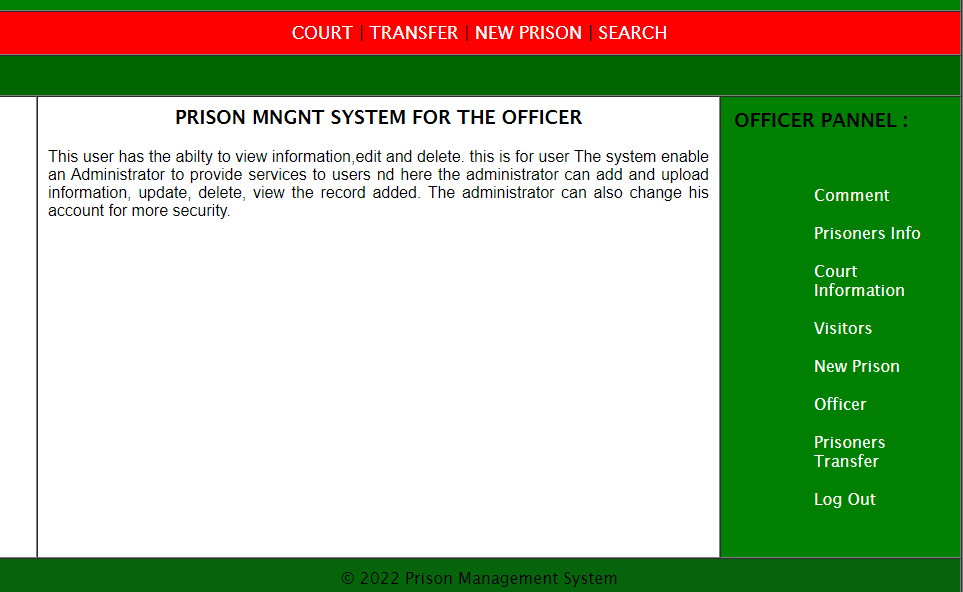 COURT | TRANSFER | NEW PRISON | SEARCH
PRISON MNGNT SYSTEM FOR THE OFFICER
This user has the abilty to view information,edit and delete. this is for user The system enable
an Administrator to provide services to users nd here the administrator can add and upload
information, update, delete, view the record added. The administrator can also change his
account for more security.
OFFICER PANNEL :
Comment
Prisoners Info
Court
Information
Visitors
New Prison
Officer
Prisoners
Transfer
Log Out
© 2022 Prison Management System